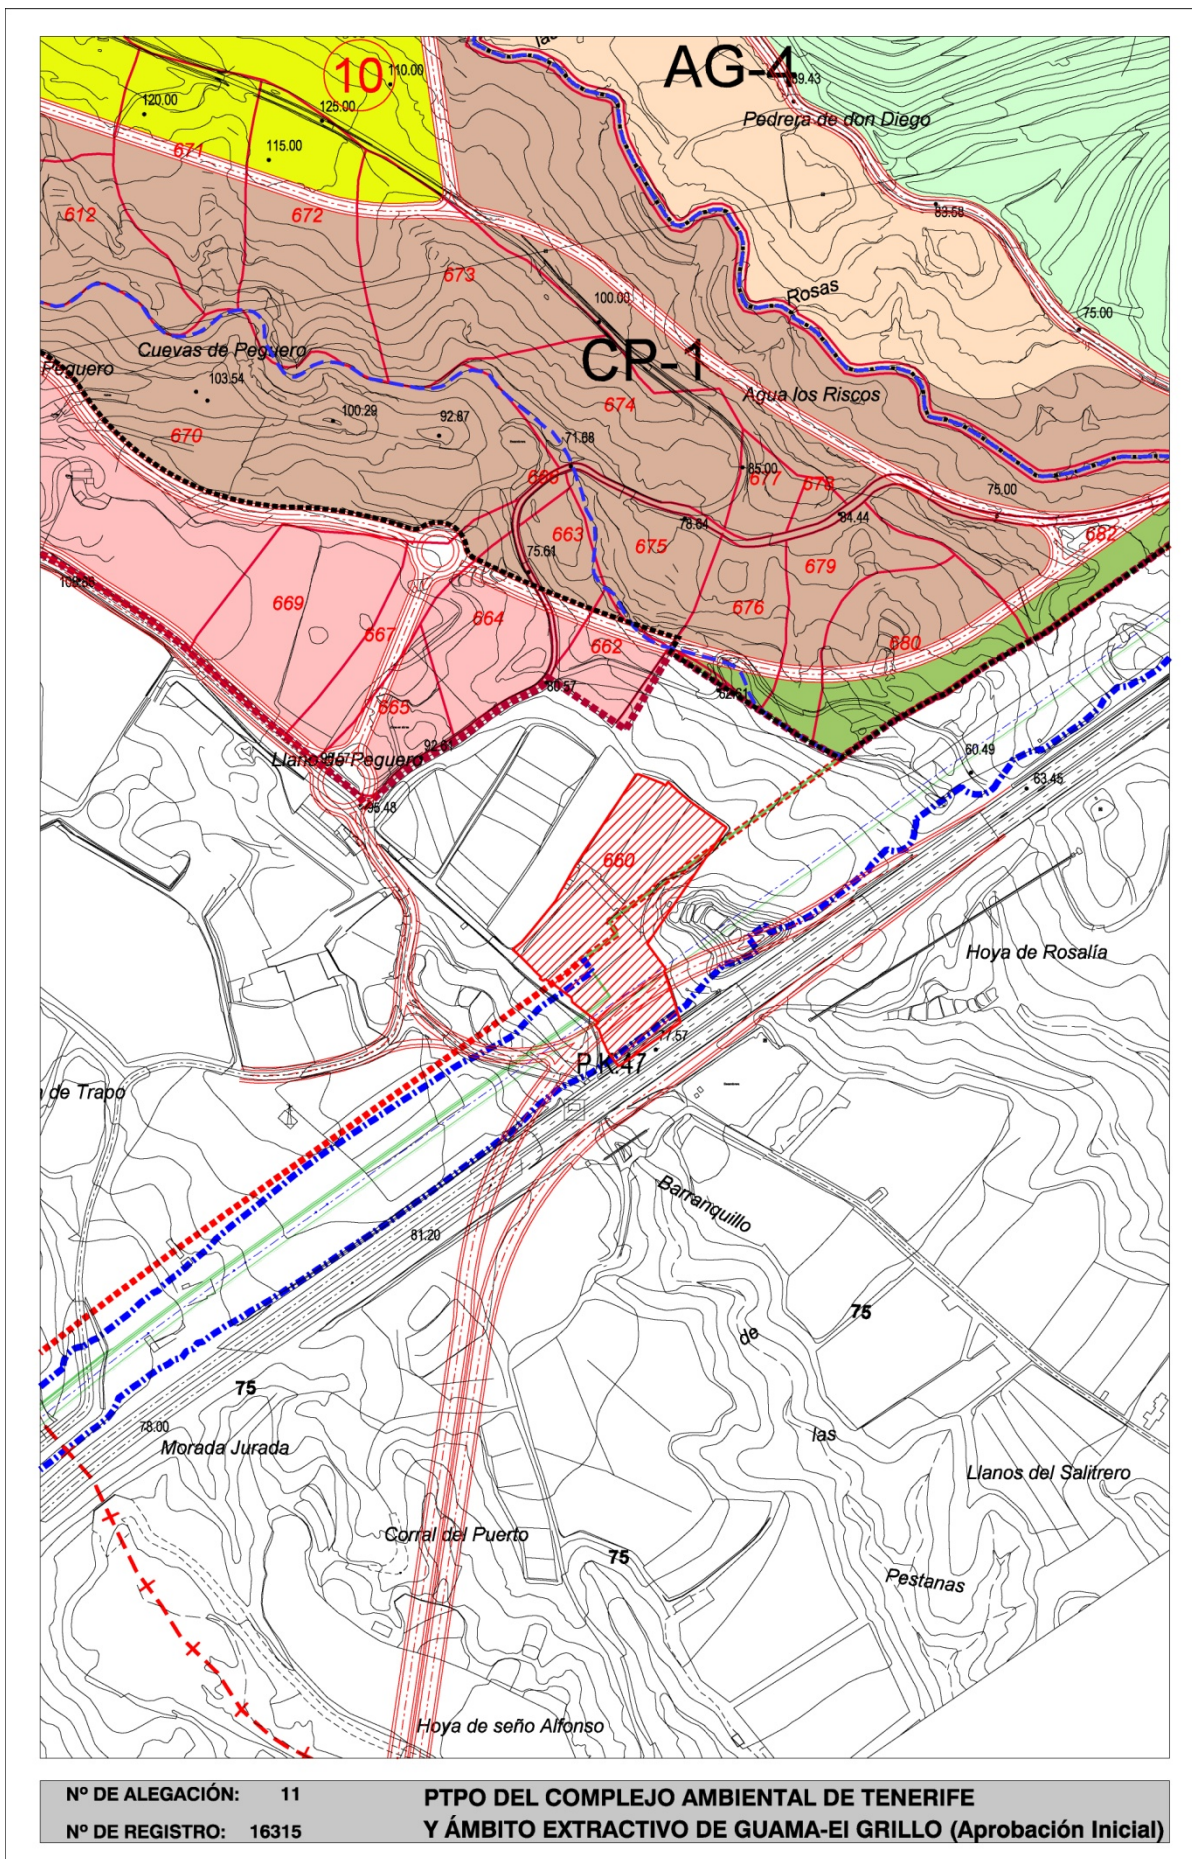 las
AG-4
10
110.00
89.43
120.00
125.00
Pedrera de don Diego
115.00
671
612
672
83.58
673
Rosas
100.00
75.00
Cuevas de Peguero
Peguero
CP-1
103.54
Agua los Riscos
674
100.29
92.87
670
71.68
85.00
677
678
75.00
78.64
84.44
663
675
682
75.61
679
669
676
664
667
662
680
80.57
62.61
665
92.61
Llano de Peguero
60.49
63.45
95.48
660
Hoya de Rosalía
77.57
P.K.47
de Trapo
Barranquillo
81.20
75
de
75
78.00
las
Morada Jurada
Llanos del Salitrero
Corral del Puerto
75
Pestanas
Hoya de seño Alfonso
Nº DE ALEGACIÓN: 11
PTPO DEL COMPLEJO AMBIENTAL DE TENERIFE
Nº DE REGISTRO: 16315
Y ÁMBITO EXTRACTIVO DE GUAMA-El GRILLO (Aprobación Inicial)